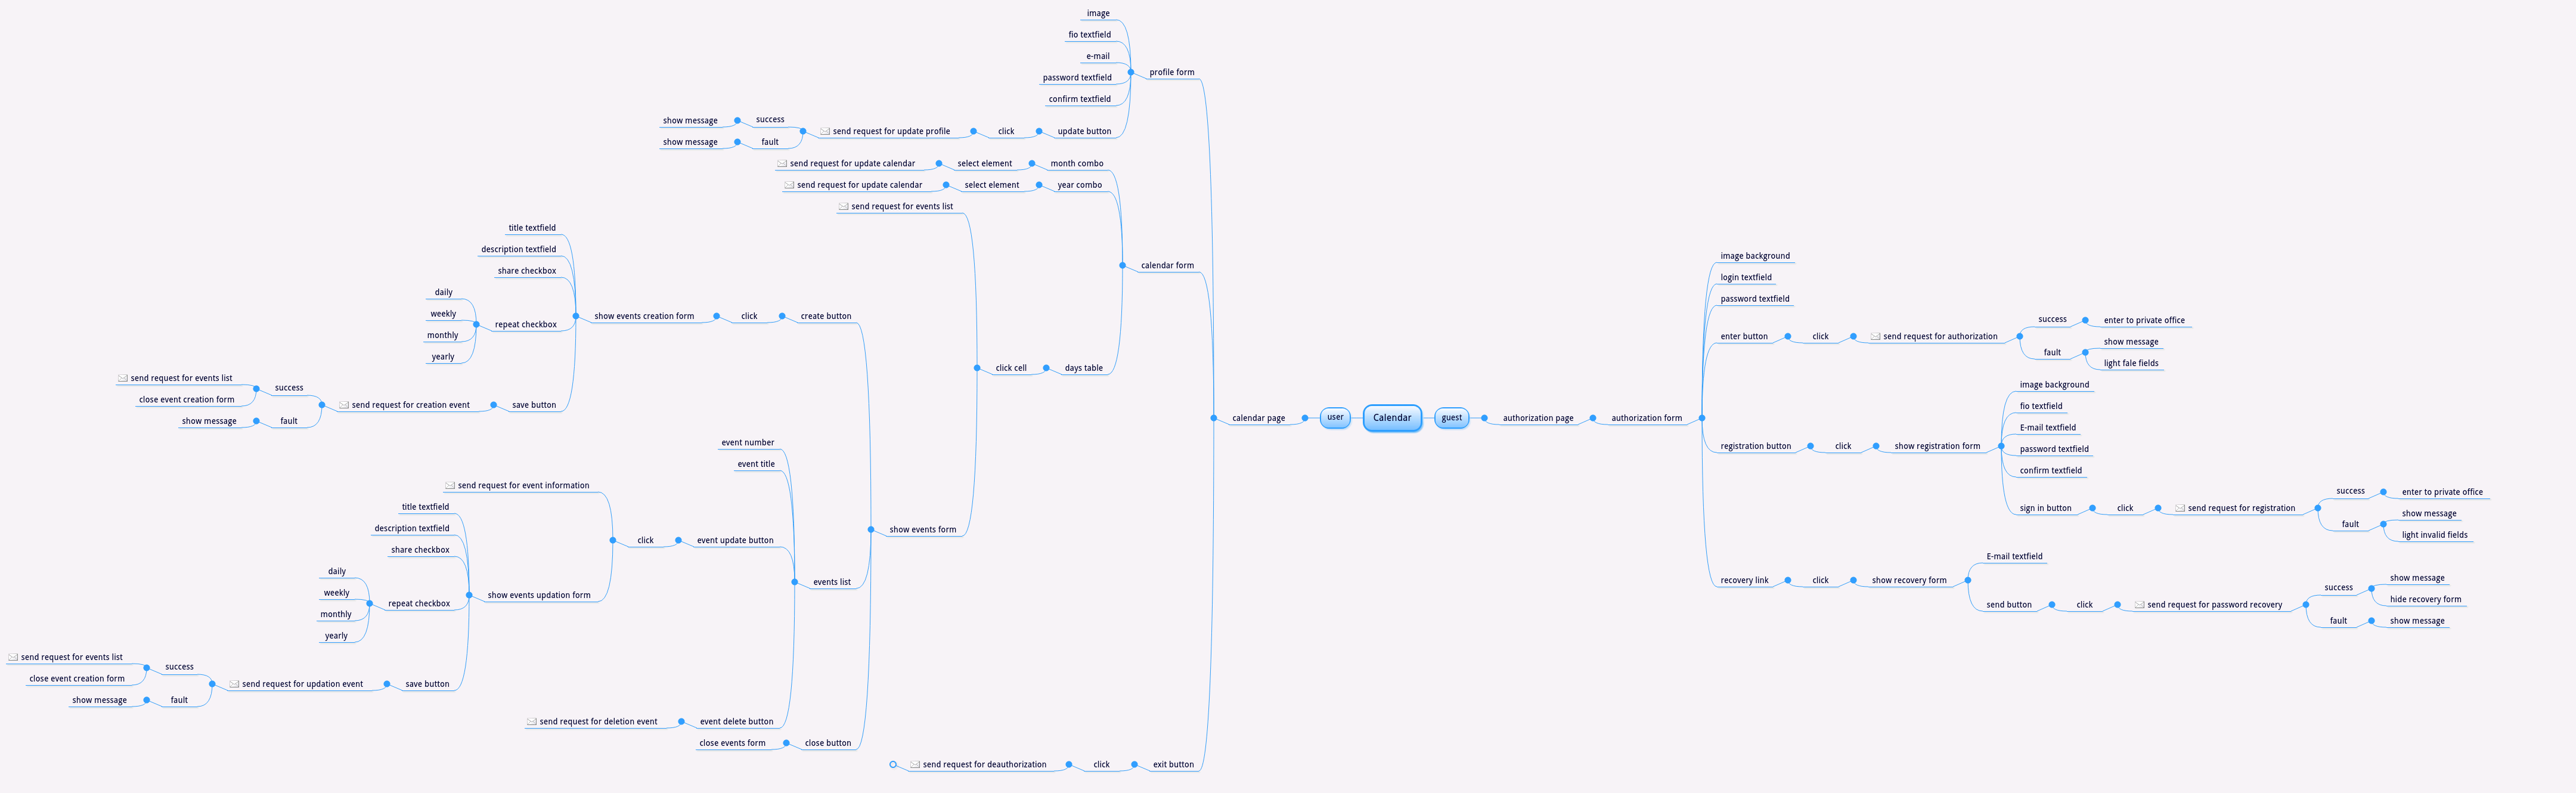 Calendar
user
calendar page
profile form
image
fio textfield
e-mail
password textfield
confirm textfield
update button
click
send request for update profile
success
show message
fault
show message
calendar form
month combo
select element
send request for update calendar
year combo
select element
send request for update calendar
days table
click cell
send request for events list
show events form
create button
click
show events creation form
title textfield
description textfield
share checkbox
repeat checkbox
daily
weekly
monthly
yearly
save button
send request for creation event
success
send request for events list
close event creation form
fault
show message
events list
event number
event title
event update button
click
send request for event information
show events updation form
title textfield
description textfield
share checkbox
repeat checkbox
daily
weekly
monthly
yearly
save button
send request for updation event
success
send request for events list
close event creation form
fault
show message
event delete button
send request for deletion event
close button
close events form
exit button
click
send request for deauthorization
guest
authorization page
authorization form
image background
login textfield
password textfield
enter button
click
send request for authorization
success
enter to private office
fault
show message
light fale fields
registration button
click
show registration form
image background
fio textfield
E-mail textfield
password textfield
confirm textfield
sign in button
click
send request for registration
success
enter to private office
fault
show message
light invalid fields
recovery link
click
show recovery form
E-mail textfield
send button
click
send request for password recovery
success
show message
hide recovery form
fault
show message